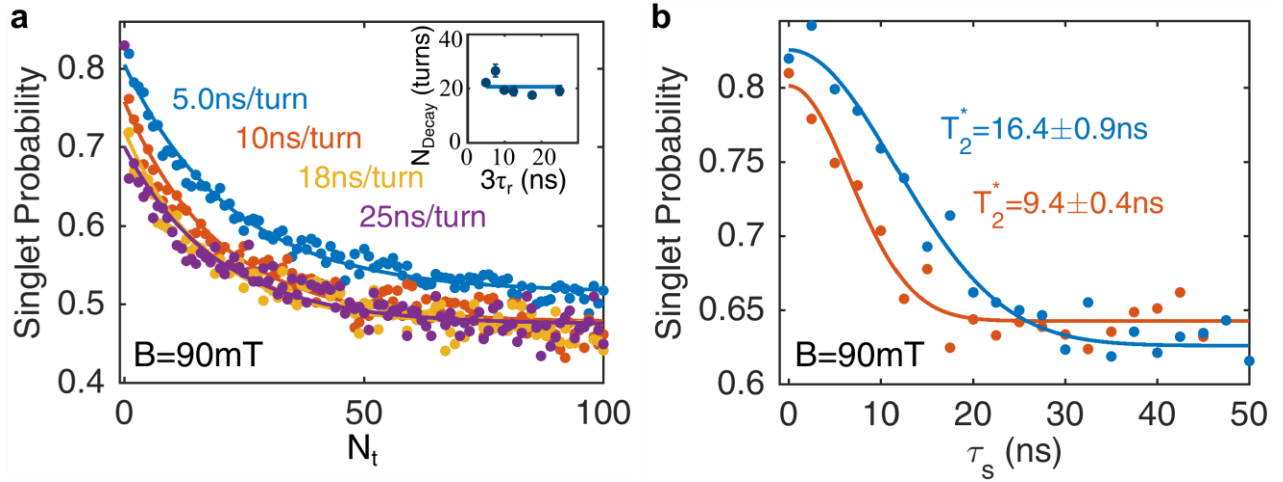 a
Singlet Probability
0.8
0.7
0.6
0.5
0.4
0
50
100
N_t
5.0ns/turn
10ns/turn
18ns/turn
25ns/turn
B=90mT
N_Decay (turns)
40
20
0
0
10
20
3τ_r (ns)
b
Singlet Probability
0.8
0.75
0.7
0.65
0.6
0
10
20
30
40
50
τ_s (ns)
T_2^*=16.4±0.9ns
T_2^*=9.4±0.4ns
B=90mT